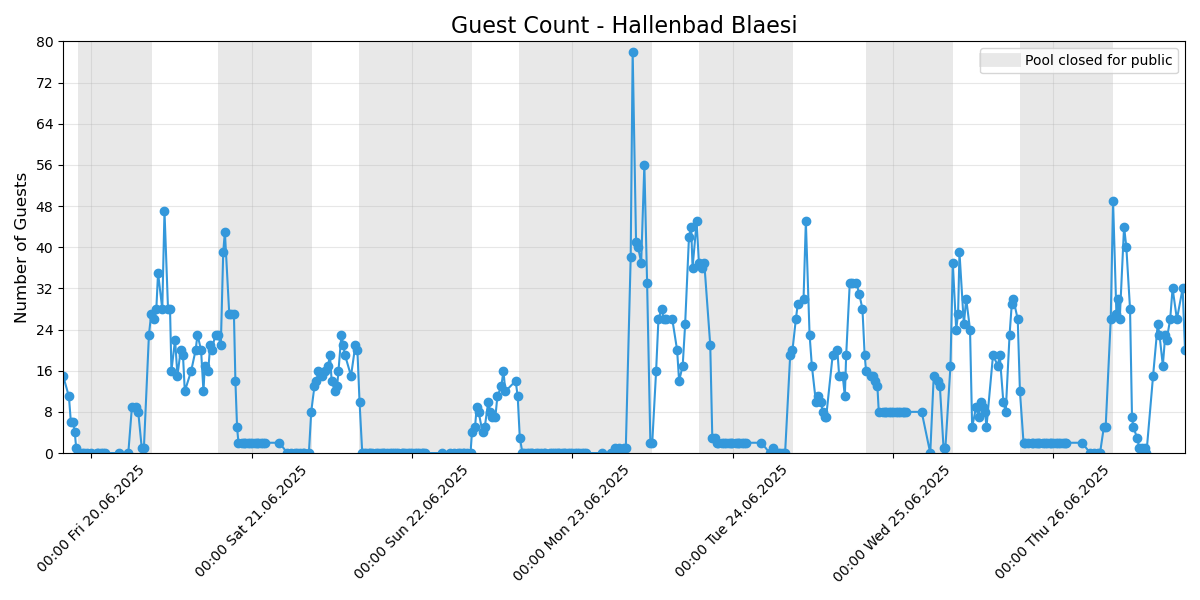 Guest Count - Hallenbad Blaesi
Number of Guests
80
72
64
56
48
40
32
24
16
8
0
Pool closed for public
00:00 Fri 20.06.2025
00:00 Sat 21.06.2025
00:00 Sun 22.06.2025
00:00 Mon 23.06.2025
00:00 Tue 24.06.2025
00:00 Wed 25.06.2025
00:00 Thu 26.06.2025